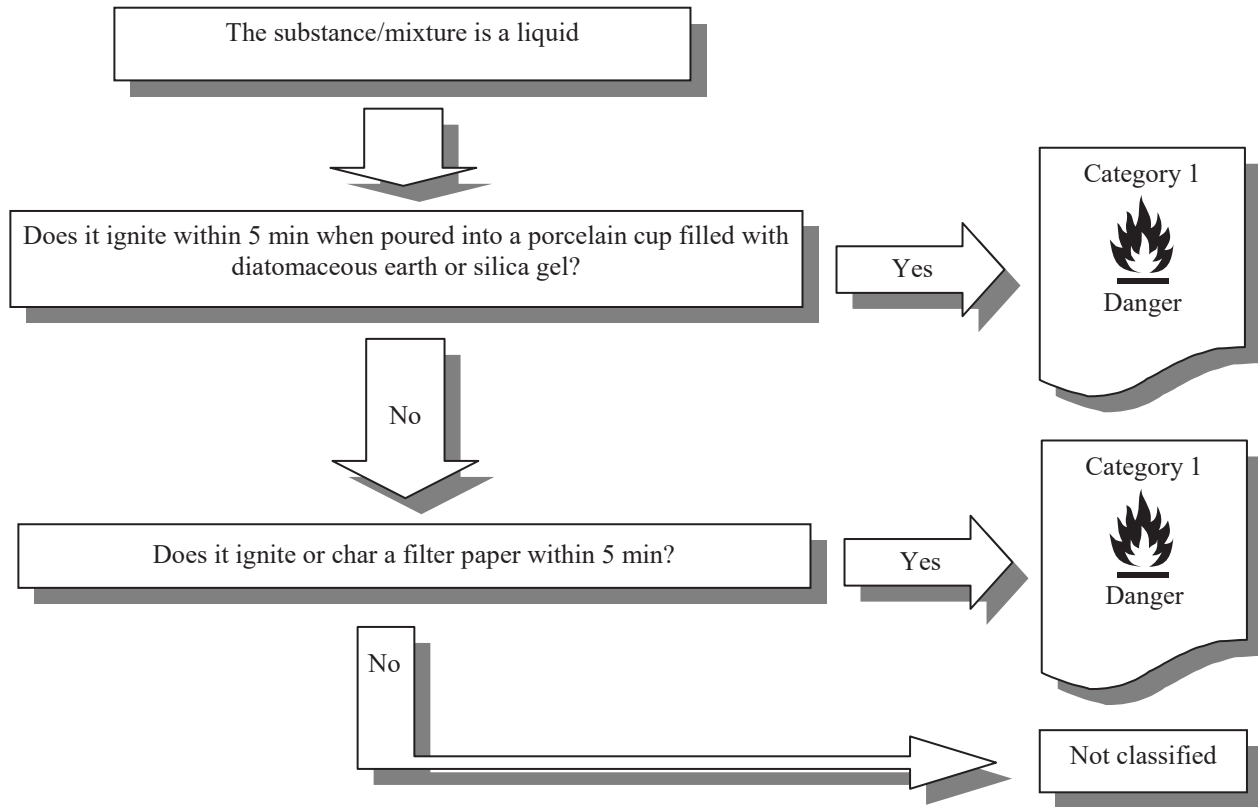 The substance/mixture is a liquid
Does it ignite within 5 min when poured into a porcelain cup filled with
diatomaceous earth or silica gel?
Yes
Category 1
Danger
No
Does it ignite or char a filter paper within 5 min?
Yes
Category 1
Danger
No
Not classified